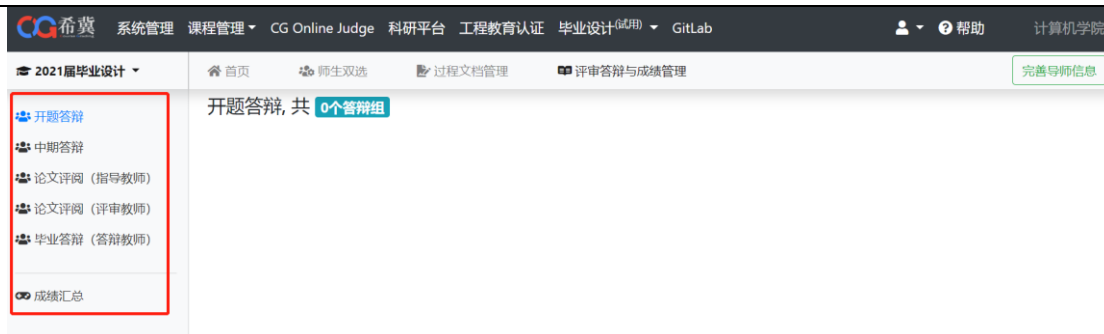 CG希冀 系统管理 课程管理 CG Online Judge 科研平台 工程教育认证 毕业设计(试用) GitLab 帮助 计算机学院
2021届毕业设计 首页 师生双选 过程文档管理 评审答辩与成绩管理 完善导师信息
开题答辩, 共 0个答辩组
开题答辩
中期答辩
论文评阅（指导教师）
论文评阅（评审教师）
毕业答辩（答辩教师）
成绩汇总